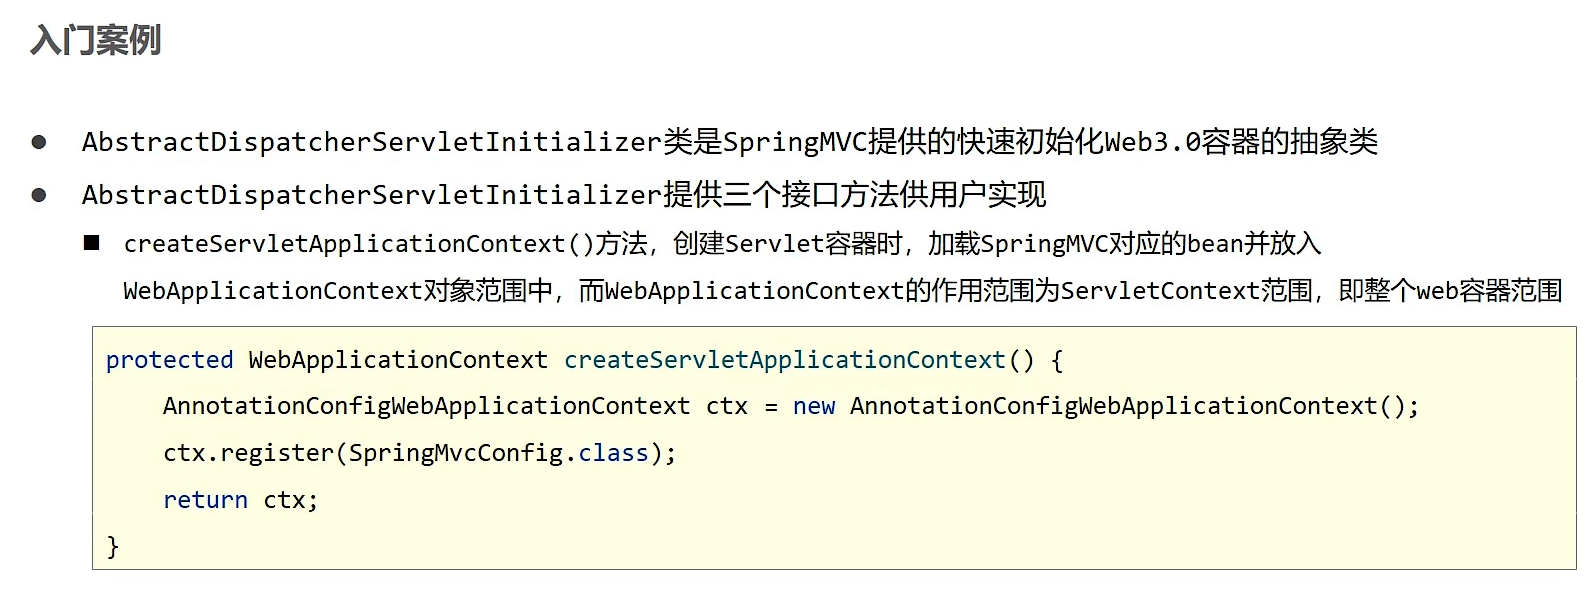 入门案例
● AbstractDispatcherServletInitializer类是SpringMVC提供的快速初始化Web3.0容器的抽象类
● AbstractDispatcherServletInitializer提供三个接口方法供用户实现
■ createServletApplicationContext()方法，创建Servlet容器时，加载SpringMVC对应的bean并放入
WebApplicationContext对象范围中，而WebApplicationContext的作用范围为ServletContext范围，即整个web容器范围
protected WebApplicationContext createServletApplicationContext() {
    AnnotationConfigWebApplicationContext ctx = new AnnotationConfigWebApplicationContext();
    ctx.register(SpringMvcConfig.class);
    return ctx;
}